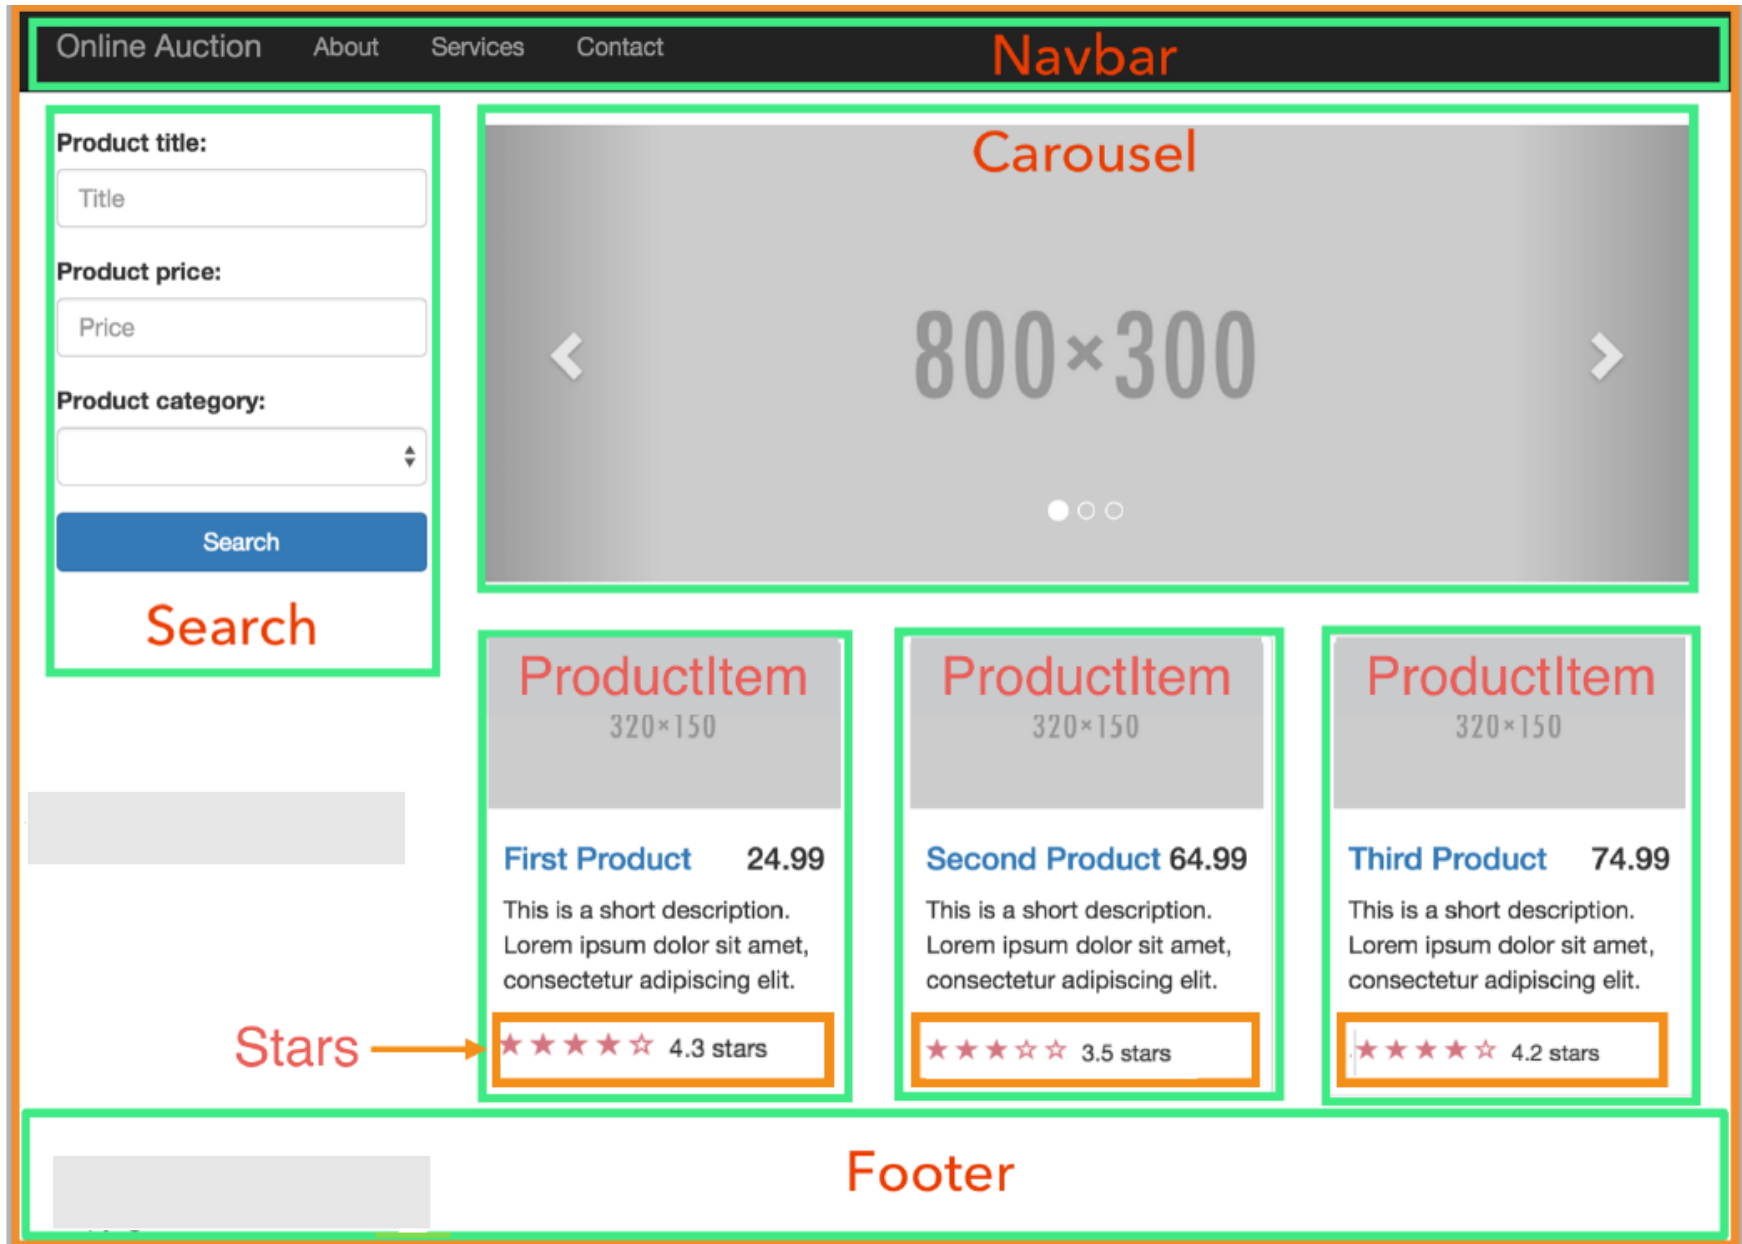 Online Auction About Services Contact Navbar
Product title:
Title
Product price:
Price
Product category:
Search
Search
Carousel
800×300
ProductItem
320×150
First Product 24.99
This is a short description.
Lorem ipsum dolor sit amet,
consectetur adipiscing elit.
4.3 stars
ProductItem
320×150
Second Product 64.99
This is a short description.
Lorem ipsum dolor sit amet,
consectetur adipiscing elit.
3.5 stars
ProductItem
320×150
Third Product 74.99
This is a short description.
Lorem ipsum dolor sit amet,
consectetur adipiscing elit.
4.2 stars
Stars
Footer